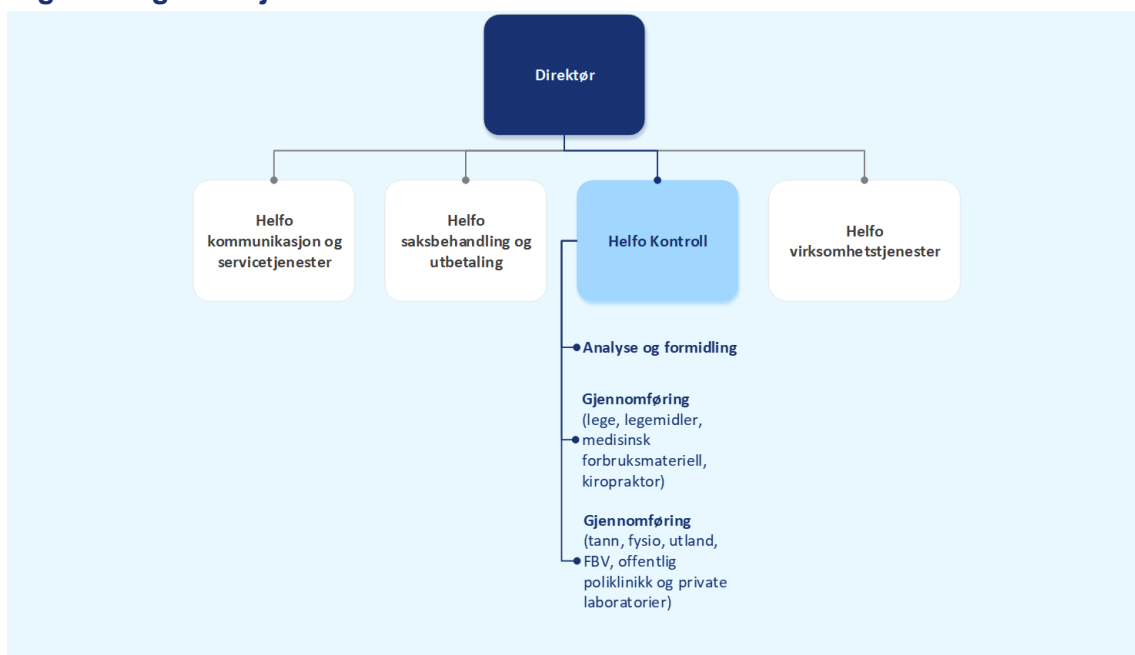 Direktør
Helfo
kommunikasjon og
servicetjenester
Helfo
saksbehandling og
utbetaling
Helfo Kontroll
Helfo
virksomhetstjenester
Analyse og formidling
Gjennomføring
(lege, legemidler,
medisinsk
forbruksmateriell,
kiropraktor)
Gjennomføring
(tann, fysio, utland,
FBV, offentlig
poliklinikk og private
laboratorier)